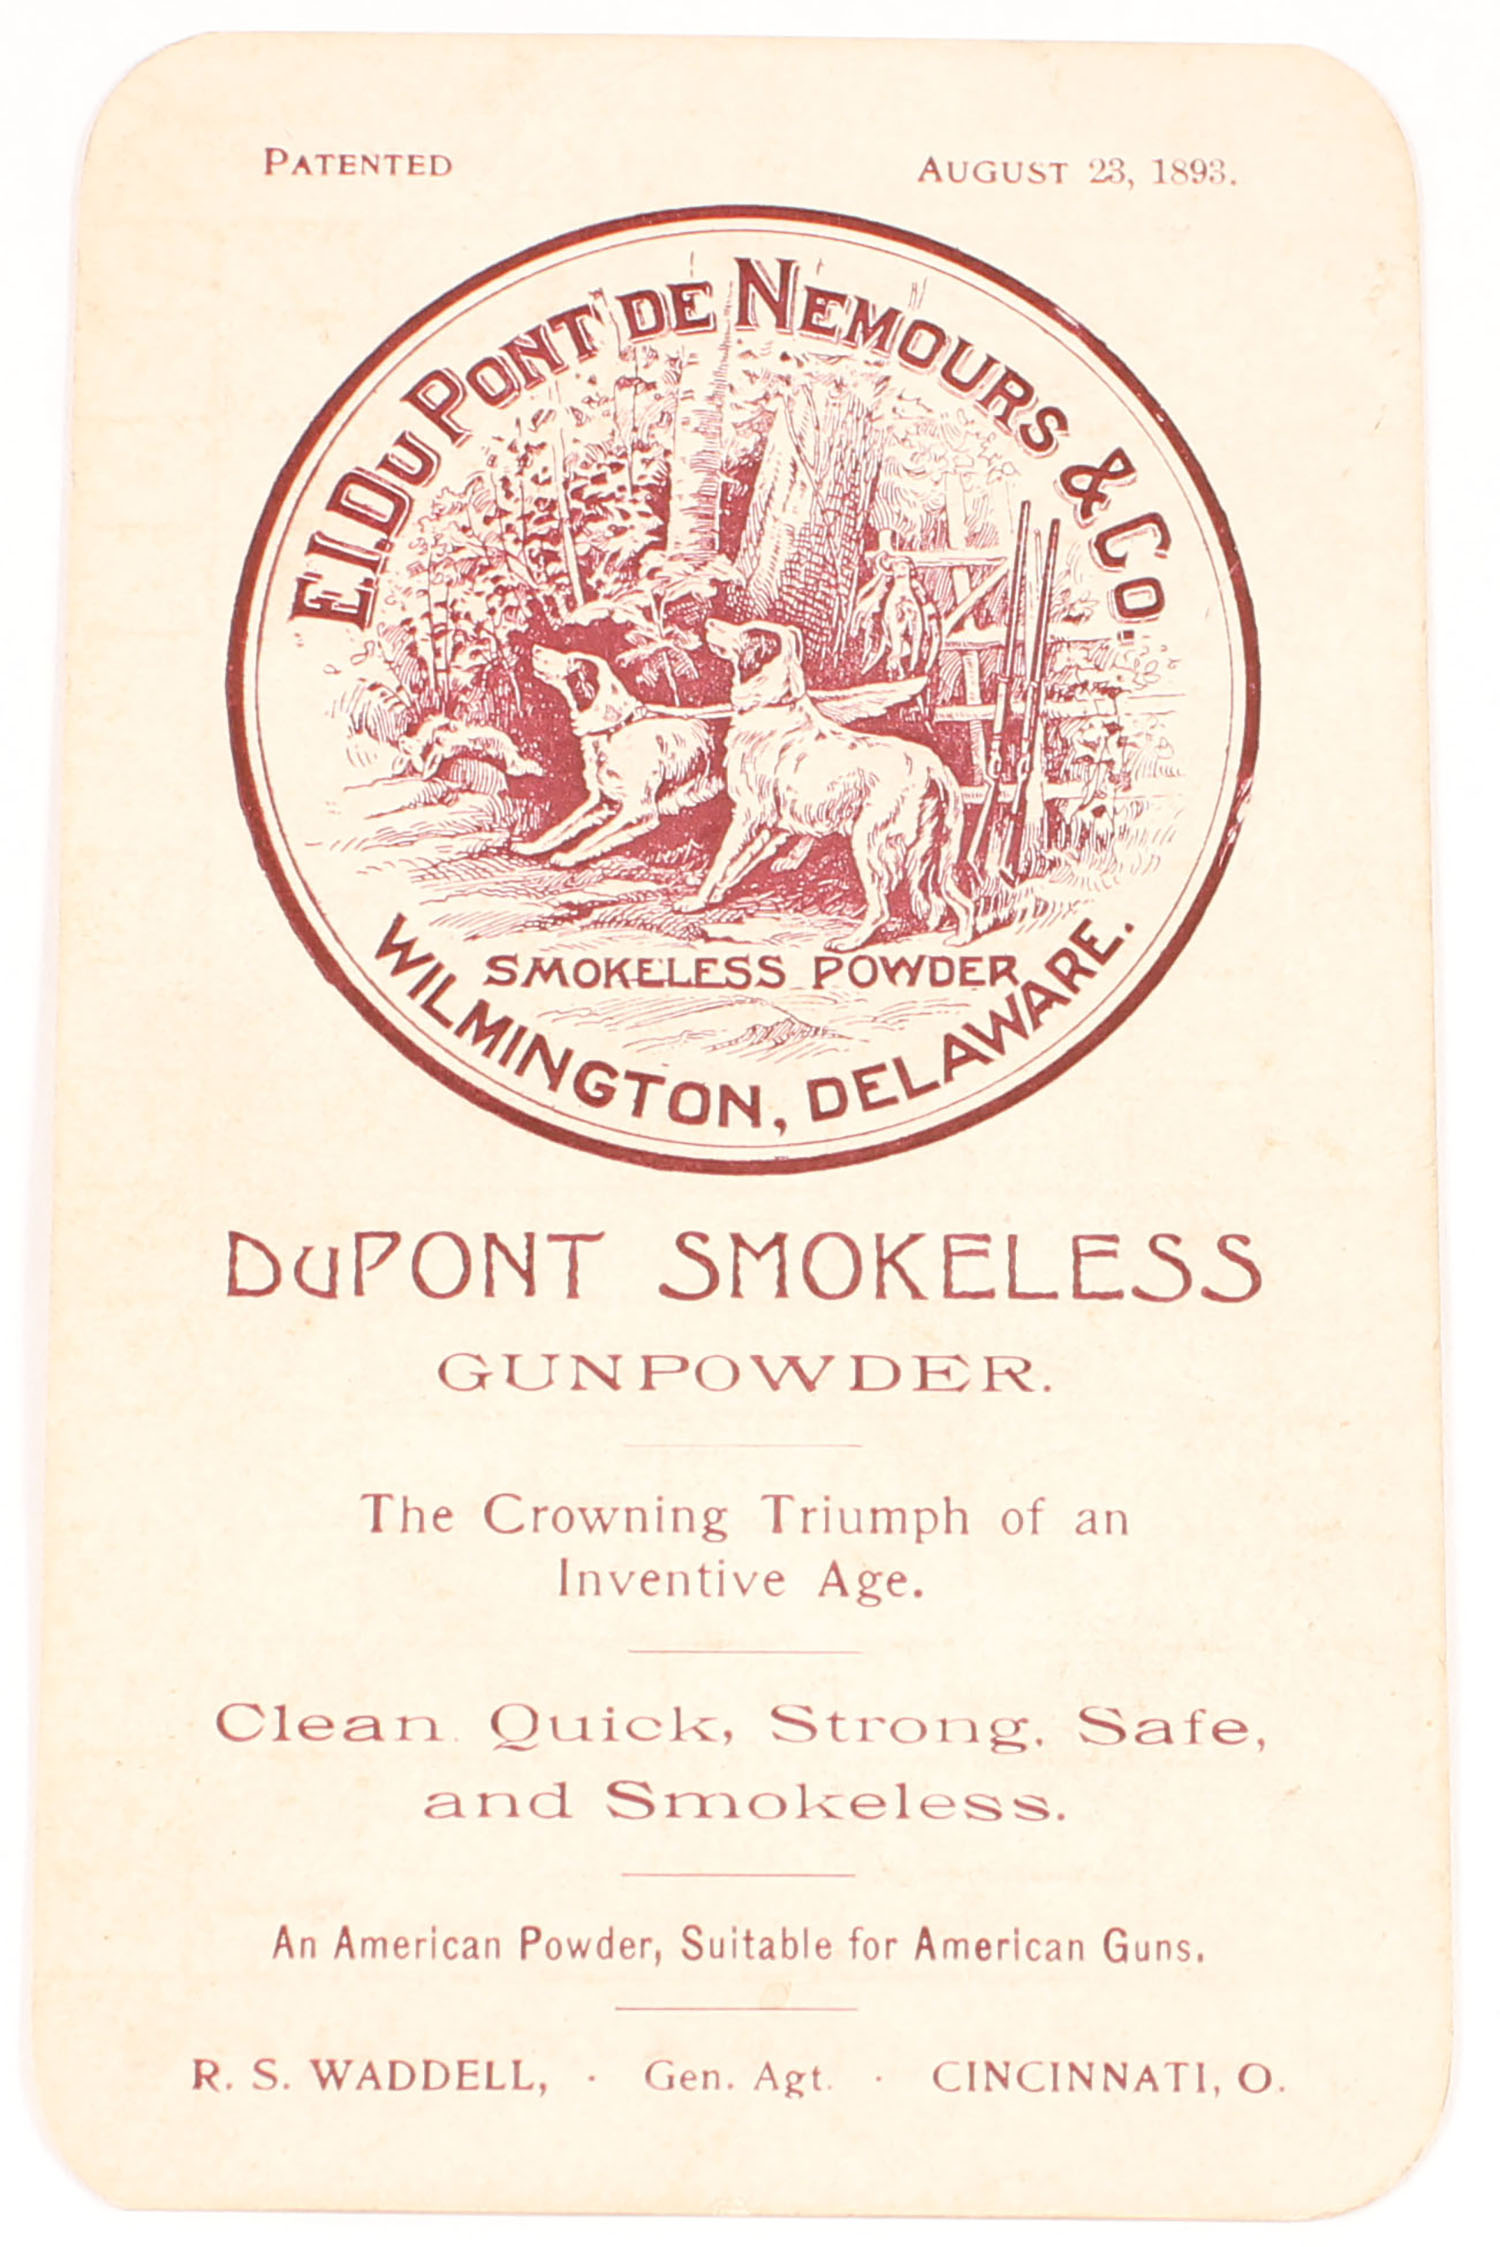 PATENTED AUGUST 23, 1893.
E.I. DU PONT DE NEMOURS & CO.
SMOKELESS POWDER
WILMINGTON, DELAWARE.
DuPONT SMOKELESS
GUNPOWDER.
The Crowning Triumph of an
Inventive Age.
Clean. Quick, Strong. Safe,
and Smokeless.
An American Powder, Suitable for American Guns.
R. S. WADDELL, · Gen. Agt. · CINCINNATI, O.